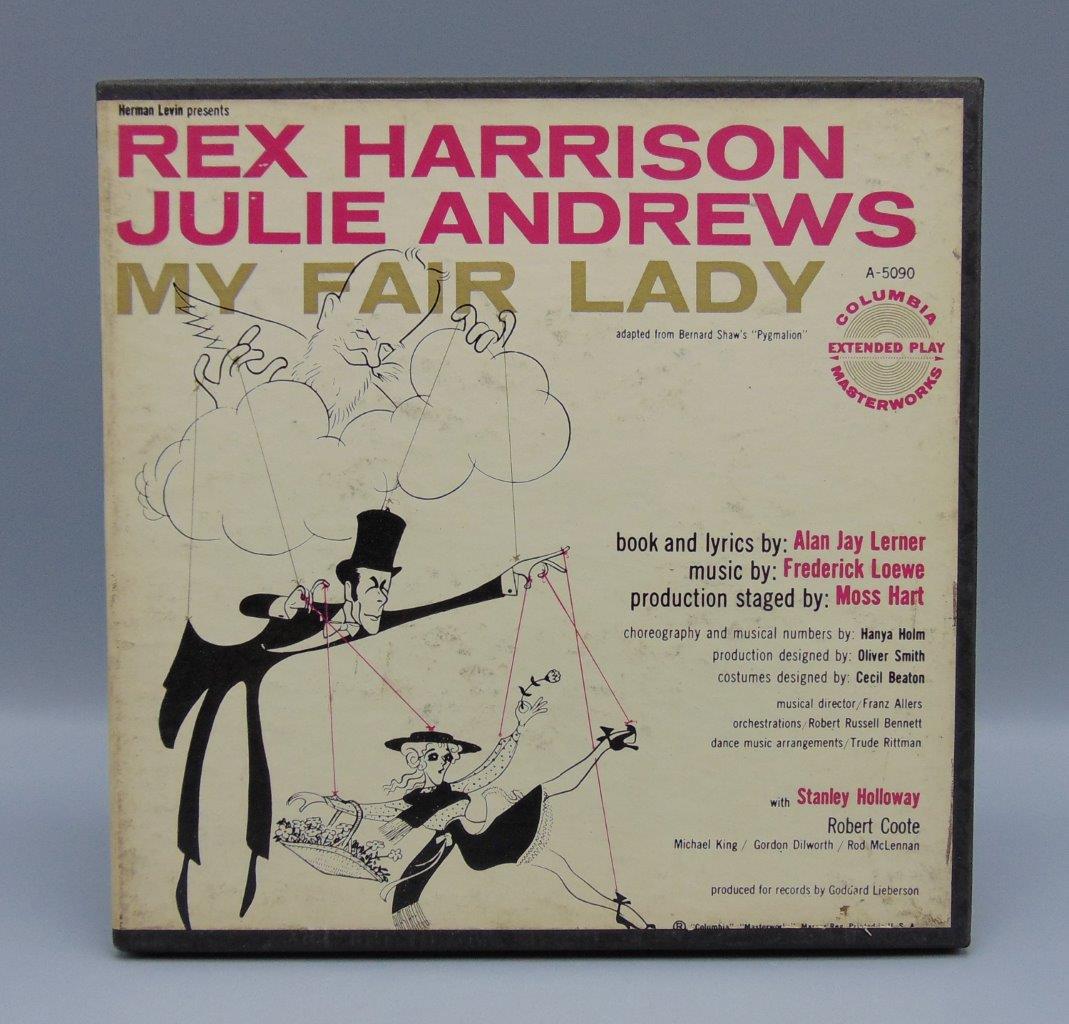 Herman Levin presents
REX HARRISON
JULIE ANDREWS
MY FAIR LADY
A-5090
adapted from Bernard Shaw's "Pygmalion"
COLUMBIA
EXTENDED PLAY
MASTERWORKS
book and lyrics by: Alan Jay Lerner
music by: Frederick Loewe
production staged by: Moss Hart
choreography and musical numbers by: Hanya Holm
production designed by: Oliver Smith
costumes designed by: Cecil Beaton
musical director/Franz Allers
orchestrations/Robert Russell Bennett
dance music arrangements/Trude Rittman
with Stanley Holloway
Robert Coote
Michael King / Gordon Dilworth / Rod McLennan
produced for records by Goddard Lieberson
® "Columbia"